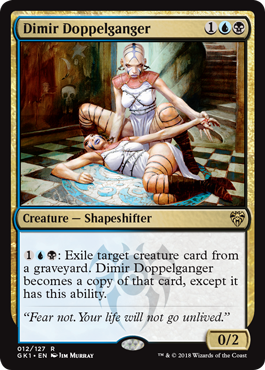 Dimir Doppelganger 1
Creature — Shapeshifter
1 : Exile target creature card from
a graveyard. Dimir Doppelganger
becomes a copy of that card, except it
has this ability.
“Fear not. Your life will not go unlived.”
0/2
012/127 R
GK1 • EN JIM MURRAY
™ & © 2018 Wizards of the Coast